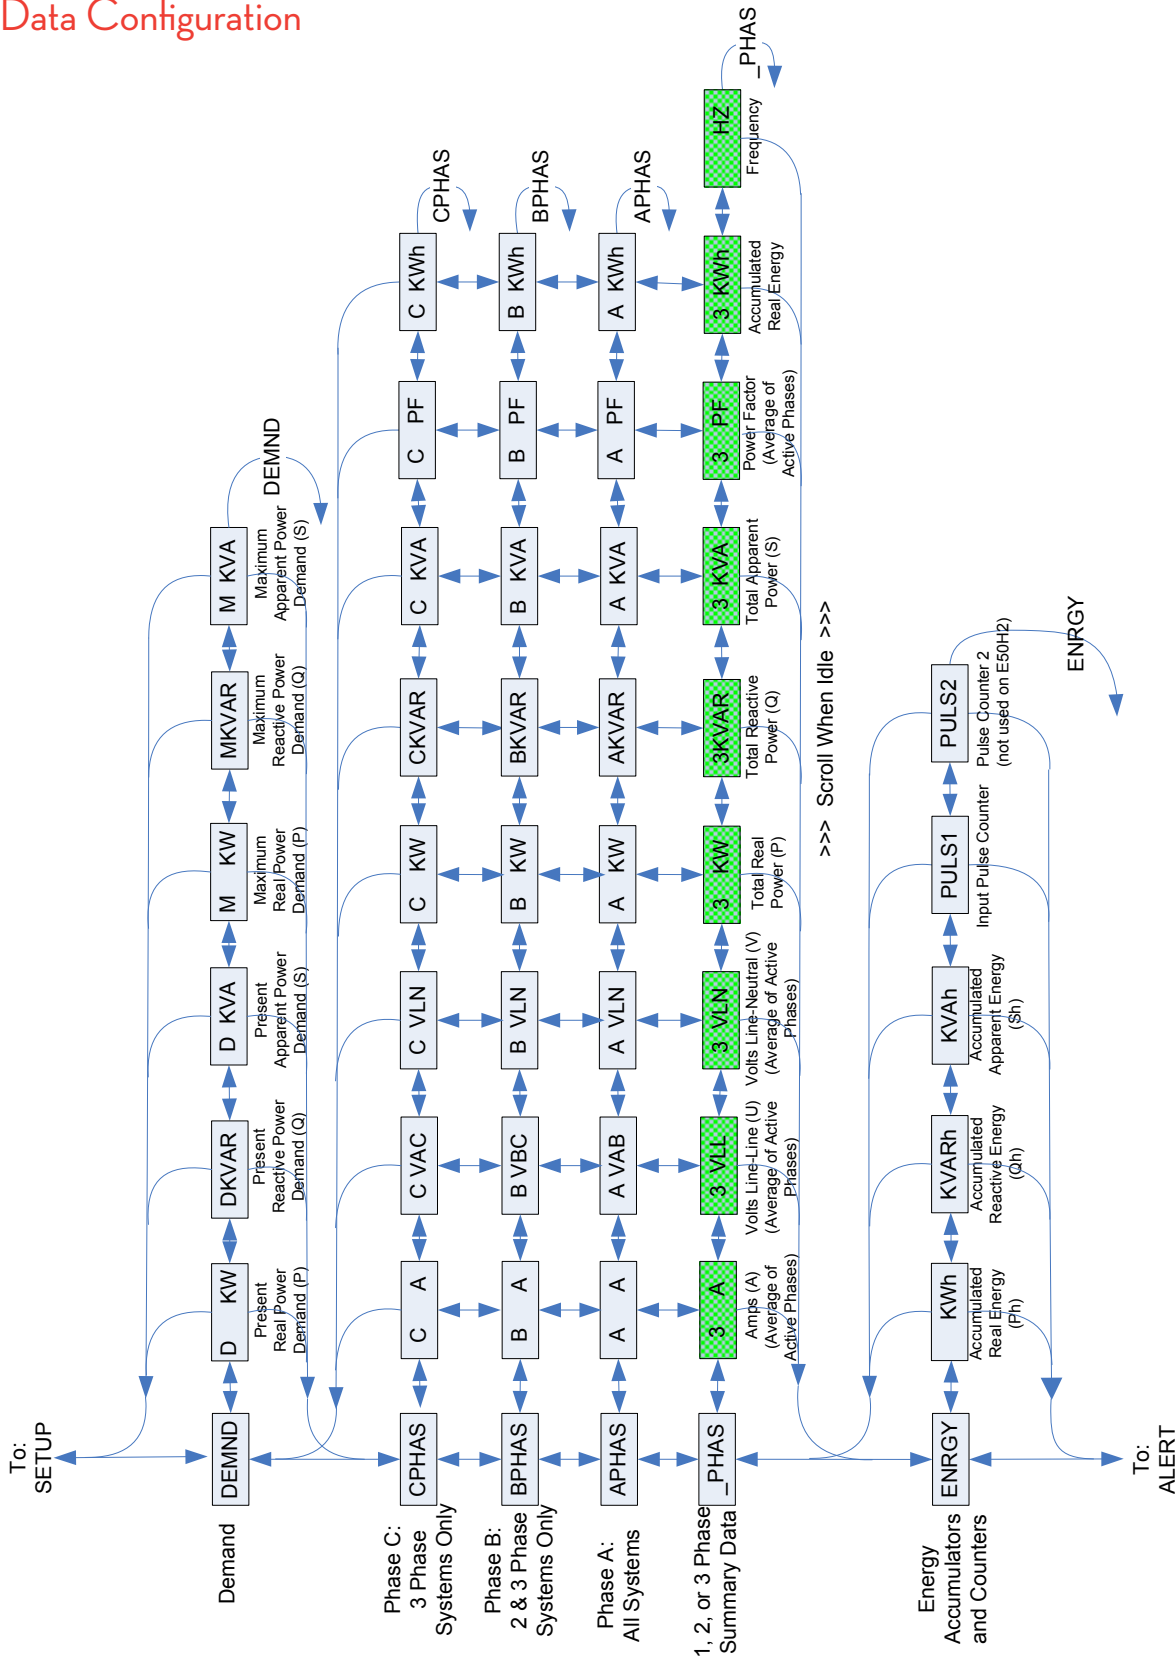 Data Configuration
To:
SETUP
Demand
DEMND
D KW
Present
Real Power
Demand (P)
DKVAR
Present
Reactive Power
Demand (Q)
D KVA
Present
Apparent Power
Demand (S)
M KW
Maximum
Real Power
Demand (P)
MKVAR
Maximum
Reactive Power
Demand (Q)
M KVA
Maximum
Apparent Power
Demand (S)
DEMND
Phase C:
3 Phase
Systems Only
CPHAS
C A
C VAC
C VLN
C KW
CKVAR
C KVA
C PF
C KWh
CPHAS
Phase B:
2 & 3 Phase
Systems Only
BPHAS
B A
B VBC
B VLN
B KW
BKVAR
B KVA
B PF
B KWh
BPHAS
Phase A:
All Systems
APHAS
A A
A VAB
A VLN
A KW
AKVAR
A KVA
A PF
A KWh
APHAS
1, 2, or 3 Phase
Summary Data
_PHAS
3 A
Amps (A)
(Average of
Active Phases)
3 VLL
Volts Line-Line (U)
(Average of Active
Phases)
3 VLN
Volts Line-Neutral (V)
(Average of Active
Phases)
3 KW
Total Real
Power (P)
3KVAR
Total Reactive
Power (Q)
3 KVA
Total Apparent
Power (S)
3 PF
Power Factor
(Average of
Active Phases)
3 KWh
Accumulated
Real Energy
HZ
Frequency
_PHAS
>>> Scroll When Idle >>>
Energy
Accumulators
and Counters
ENRGY
KWh
Accumulated
Real Energy
(Ph)
KVARh
Accumulated
Reactive Energy
(Qh)
KVAh
Accumulated
Apparent Energy
(Sh)
PULS1
Input Pulse Counter
PULS2
Pulse Counter 2
(not used on E50H2)
ENRGY
To:
ALERT